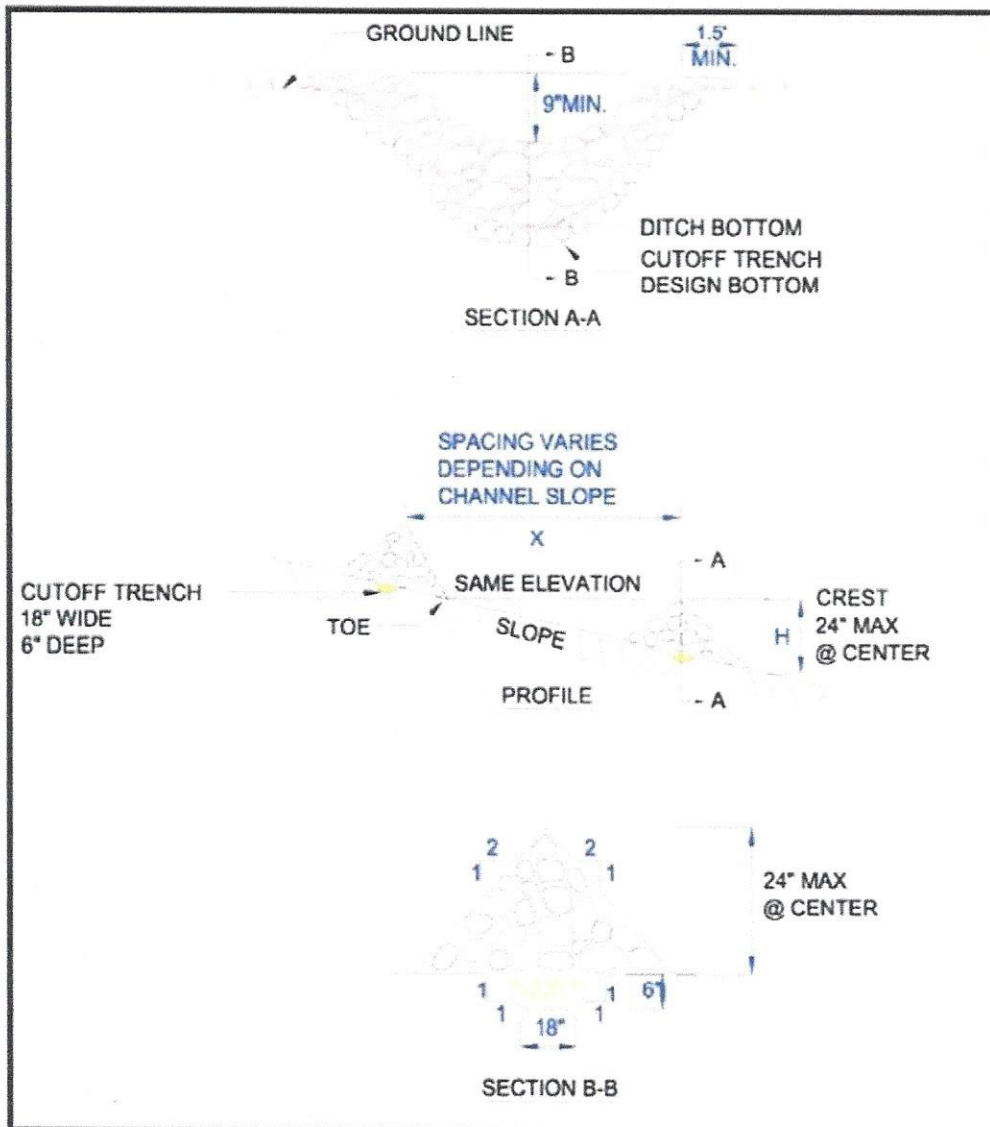 GROUND LINE
- B
1.5'
MIN.
9"MIN.
DITCH BOTTOM
CUTOFF TRENCH
DESIGN BOTTOM
- B
SECTION A-A
SPACING VARIES
DEPENDING ON
CHANNEL SLOPE
X
- A
CUTOFF TRENCH
18" WIDE
6" DEEP
TOE
SAME ELEVATION
SLOPE
H
CREST
24" MAX
@ CENTER
PROFILE
- A
2
1
2
1
24" MAX
@ CENTER
1
1
1
1
6"
18"
SECTION B-B